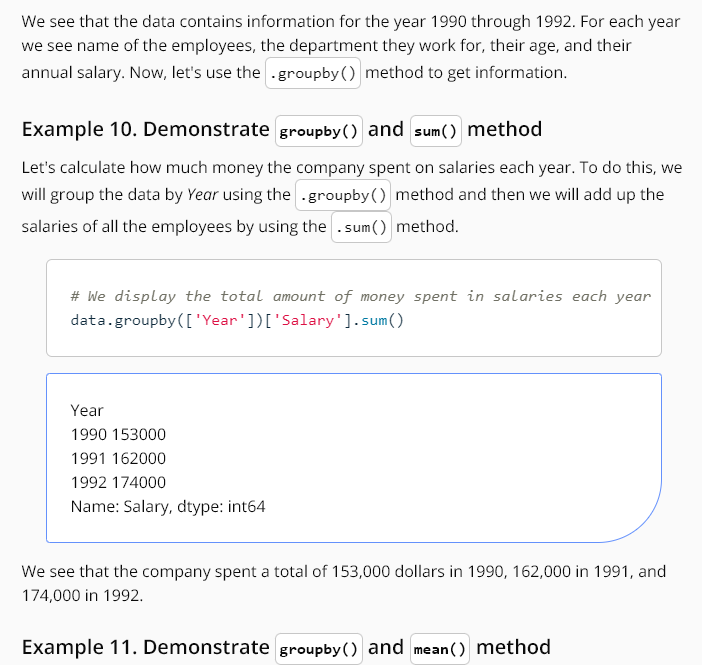 We see that the data contains information for the year 1990 through 1992. For each year
we see name of the employees, the department they work for, their age, and their
annual salary. Now, let's use the .groupby() method to get information.
Example 10. Demonstrate groupby() and sum() method
Let's calculate how much money the company spent on salaries each year. To do this, we
will group the data by Year using the .groupby() method and then we will add up the
salaries of all the employees by using the .sum() method.
# We display the total amount of money spent in salaries each year
data.groupby(['Year'])['Salary'].sum()
Year
1990 153000
1991 162000
1992 174000
Name: Salary, dtype: int64
We see that the company spent a total of 153,000 dollars in 1990, 162,000 in 1991, and
174,000 in 1992.
Example 11. Demonstrate groupby() and mean() method